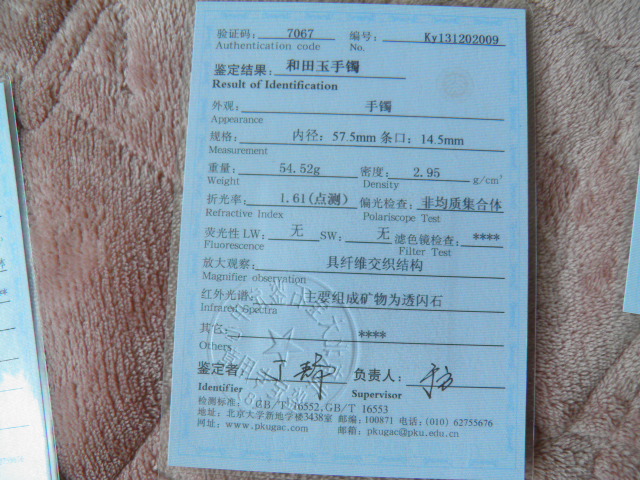 验证码: 7067 编号: Ky131202009
Authentication code No.
鉴定结果: 和田玉手镯
Result of Identification
外观: 手镯
Appearance
规格: 内径: 57.5mm 条口: 14.5mm
Measurement
重量: 54.52g 密度: 2.95 g/cm³
Weight Density
折光率: 1.61(点测) 偏光检查: 非均质集合体
Refractive Index Polariscope Test
荧光性 LW: 无 SW: 无 滤色镜检查: ****
Fluorescence Filter Test
放大观察: 具纤维交织结构
Magnifier observation
红外光谱: 主要组成矿物为透闪石
Infrared Spectra
其它: ****
Others
鉴定者 负责人:
Identifier Supervisor
检测标准: GB/T 16552,GB/T 16553
地址: 北京大学新地学楼3438室 邮编: 100871 电话: (010) 62755676
网址: www.pkugac.com 邮箱: pkugac@pku.edu.cn